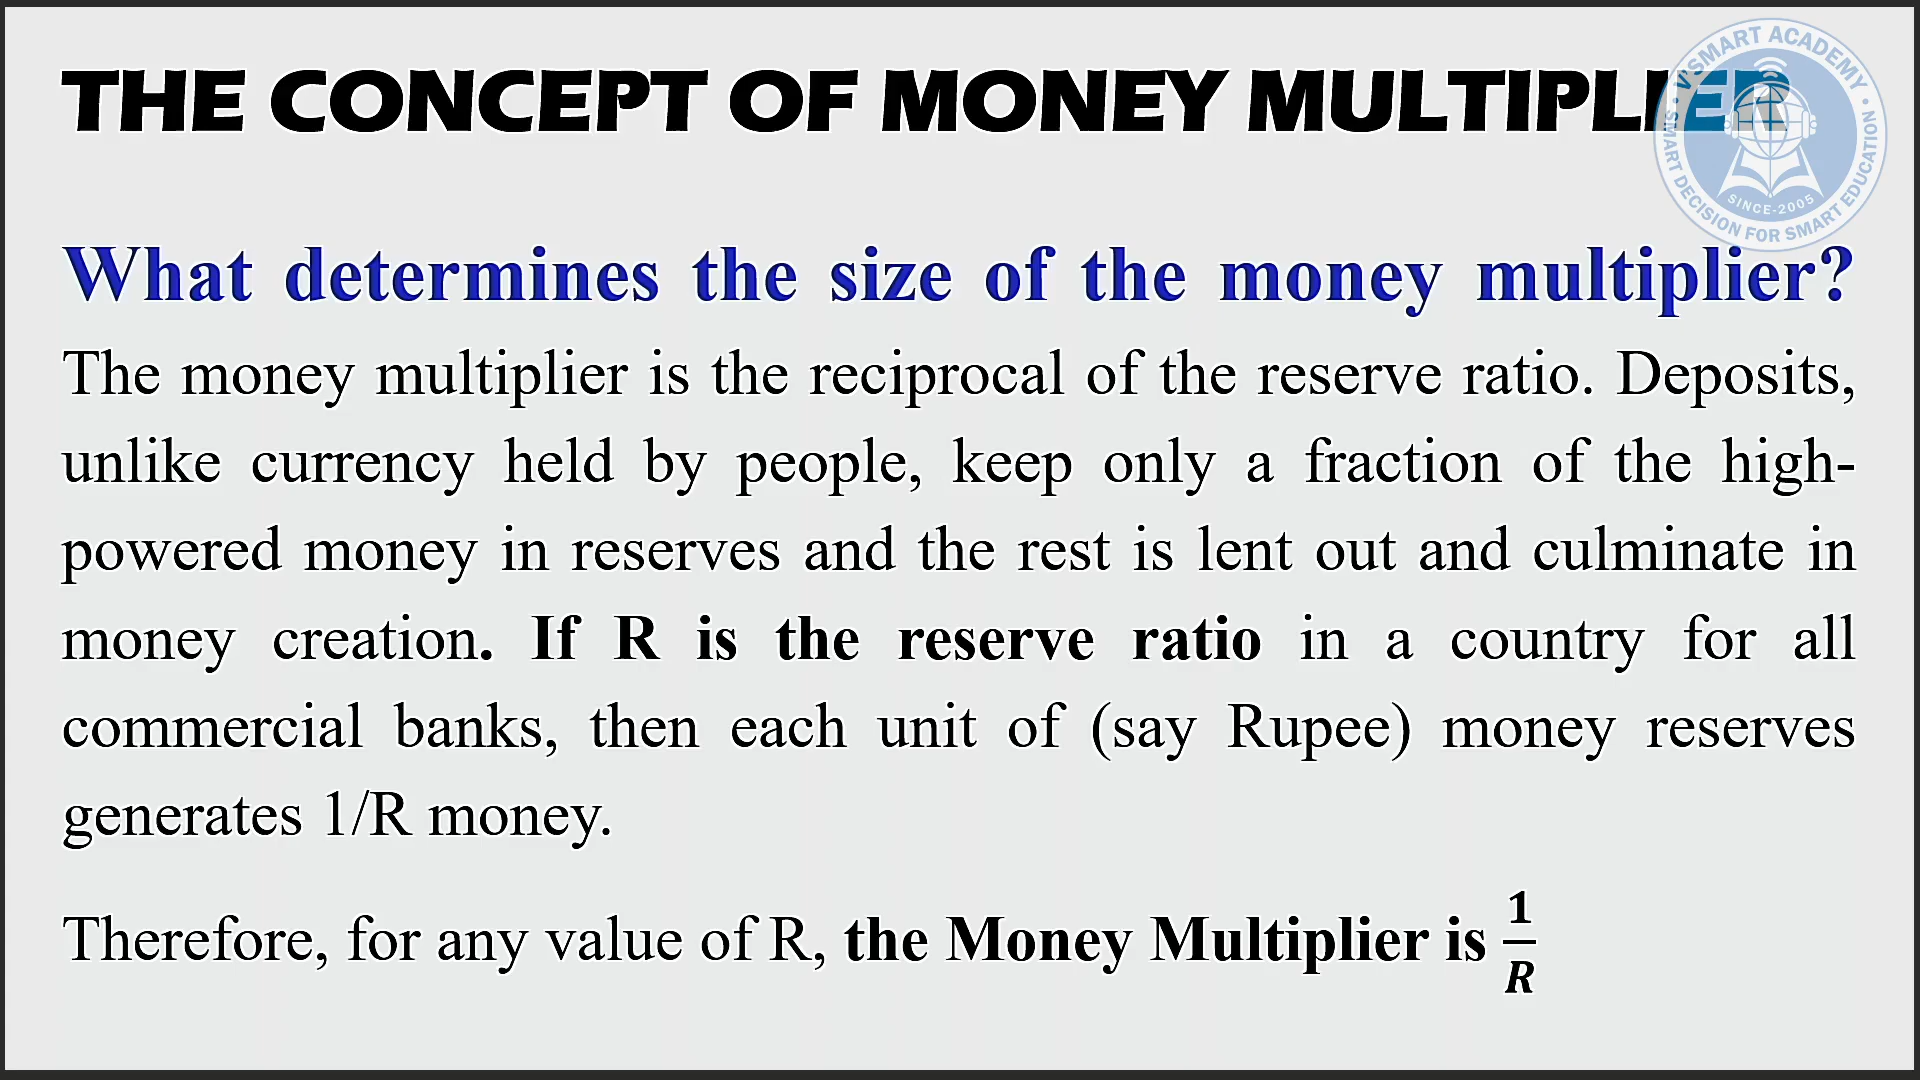 THE CONCEPT OF MONEY MULTIPLIER
V'SMART ACADEMY
SMART DECISION FOR SMART EDUCATION
SINCE-2005
What determines the size of the money multiplier?
The money multiplier is the reciprocal of the reserve ratio. Deposits,
unlike currency held by people, keep only a fraction of the high-
powered money in reserves and the rest is lent out and culminate in
money creation. If R is the reserve ratio in a country for all
commercial banks, then each unit of (say Rupee) money reserves
generates 1/R money.
Therefore, for any value of R, the Money Multiplier is 1/R